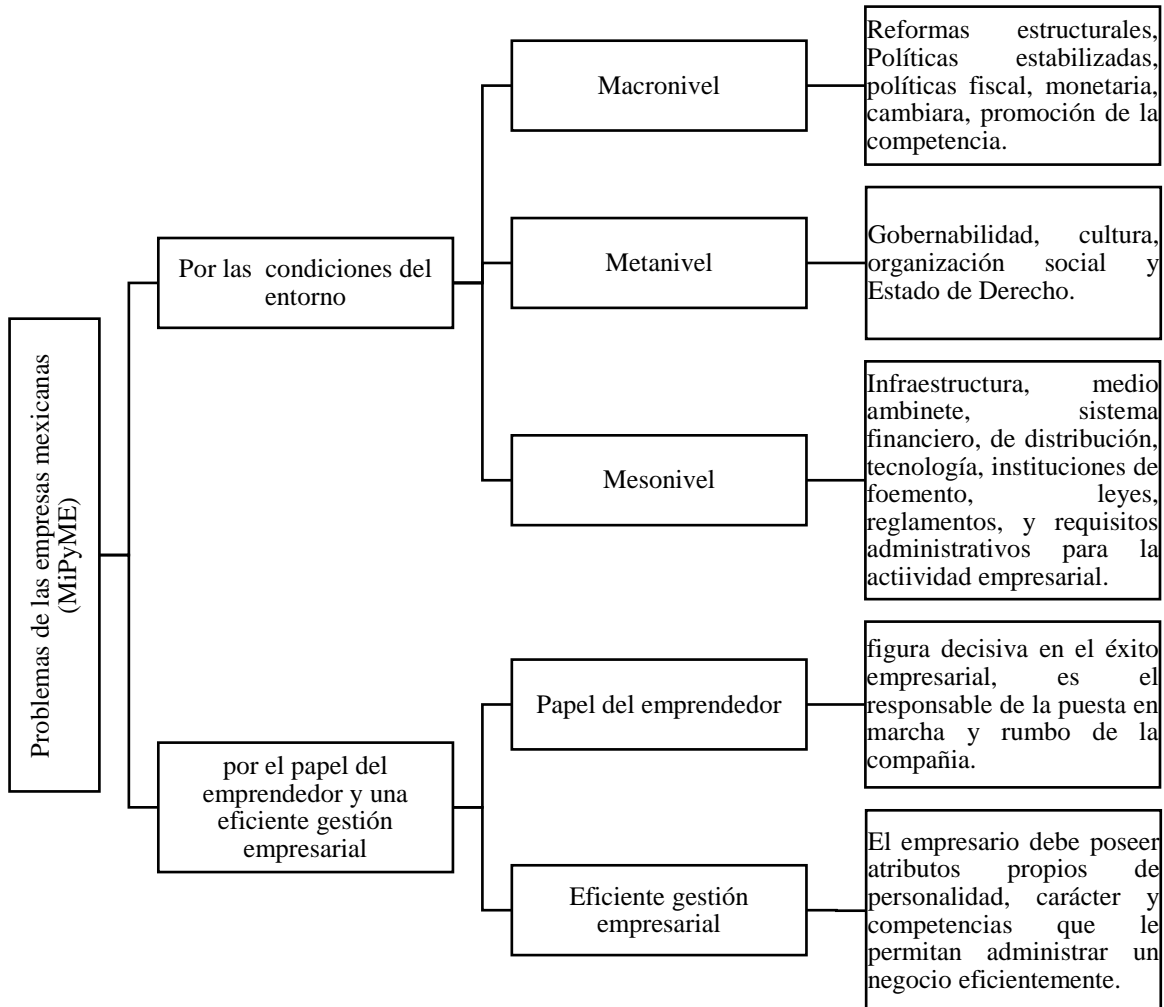 Problemas de las empresas mexicanas
(MiPyME)
Por las condiciones del
entorno
Macronivel
Reformas estructurales,
Políticas estabilizadas,
políticas fiscal, monetaria,
cambiara, promoción de la
competencia.
Metanivel
Gobernabilidad, cultura,
organización social y
Estado de Derecho.
Mesonivel
Infraestructura, medio
ambinete, sistema
financiero, de distribución,
tecnología, instituciones de
foemento, leyes,
reglamentos, y requisitos
administrativos para la
actiividad empresarial.
por el papel del
emprendedor y una
eficiente gestión
empresarial
Papel del emprendedor
figura decisiva en el éxito
empresarial, es el
responsable de la puesta en
marcha y rumbo de la
compañia.
Eficiente gestión
empresarial
El empresario debe poseer
atributos propios de
personalidad, carácter y
competencias que le
permitan administrar un
negocio eficientemente.